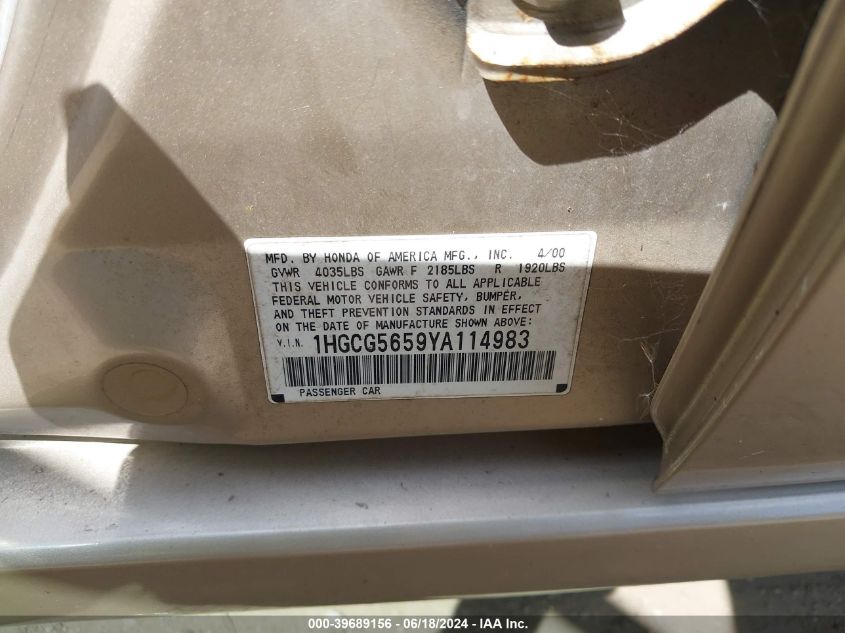 MFD. BY HONDA OF AMERICA MFG., INC. 4/00
GVWR 4035LBS GAWR F 2185LBS R 1920LBS
THIS VEHICLE CONFORMS TO ALL APPLICABLE
FEDERAL MOTOR VEHICLE SAFETY, BUMPER,
AND THEFT PREVENTION STANDARDS IN EFFECT
ON THE DATE OF MANUFACTURE SHOWN ABOVE:
V.I.N. 1HGCG5659YA114983
PASSENGER CAR
000-39689156 - 06/18/2024 - IAA Inc.